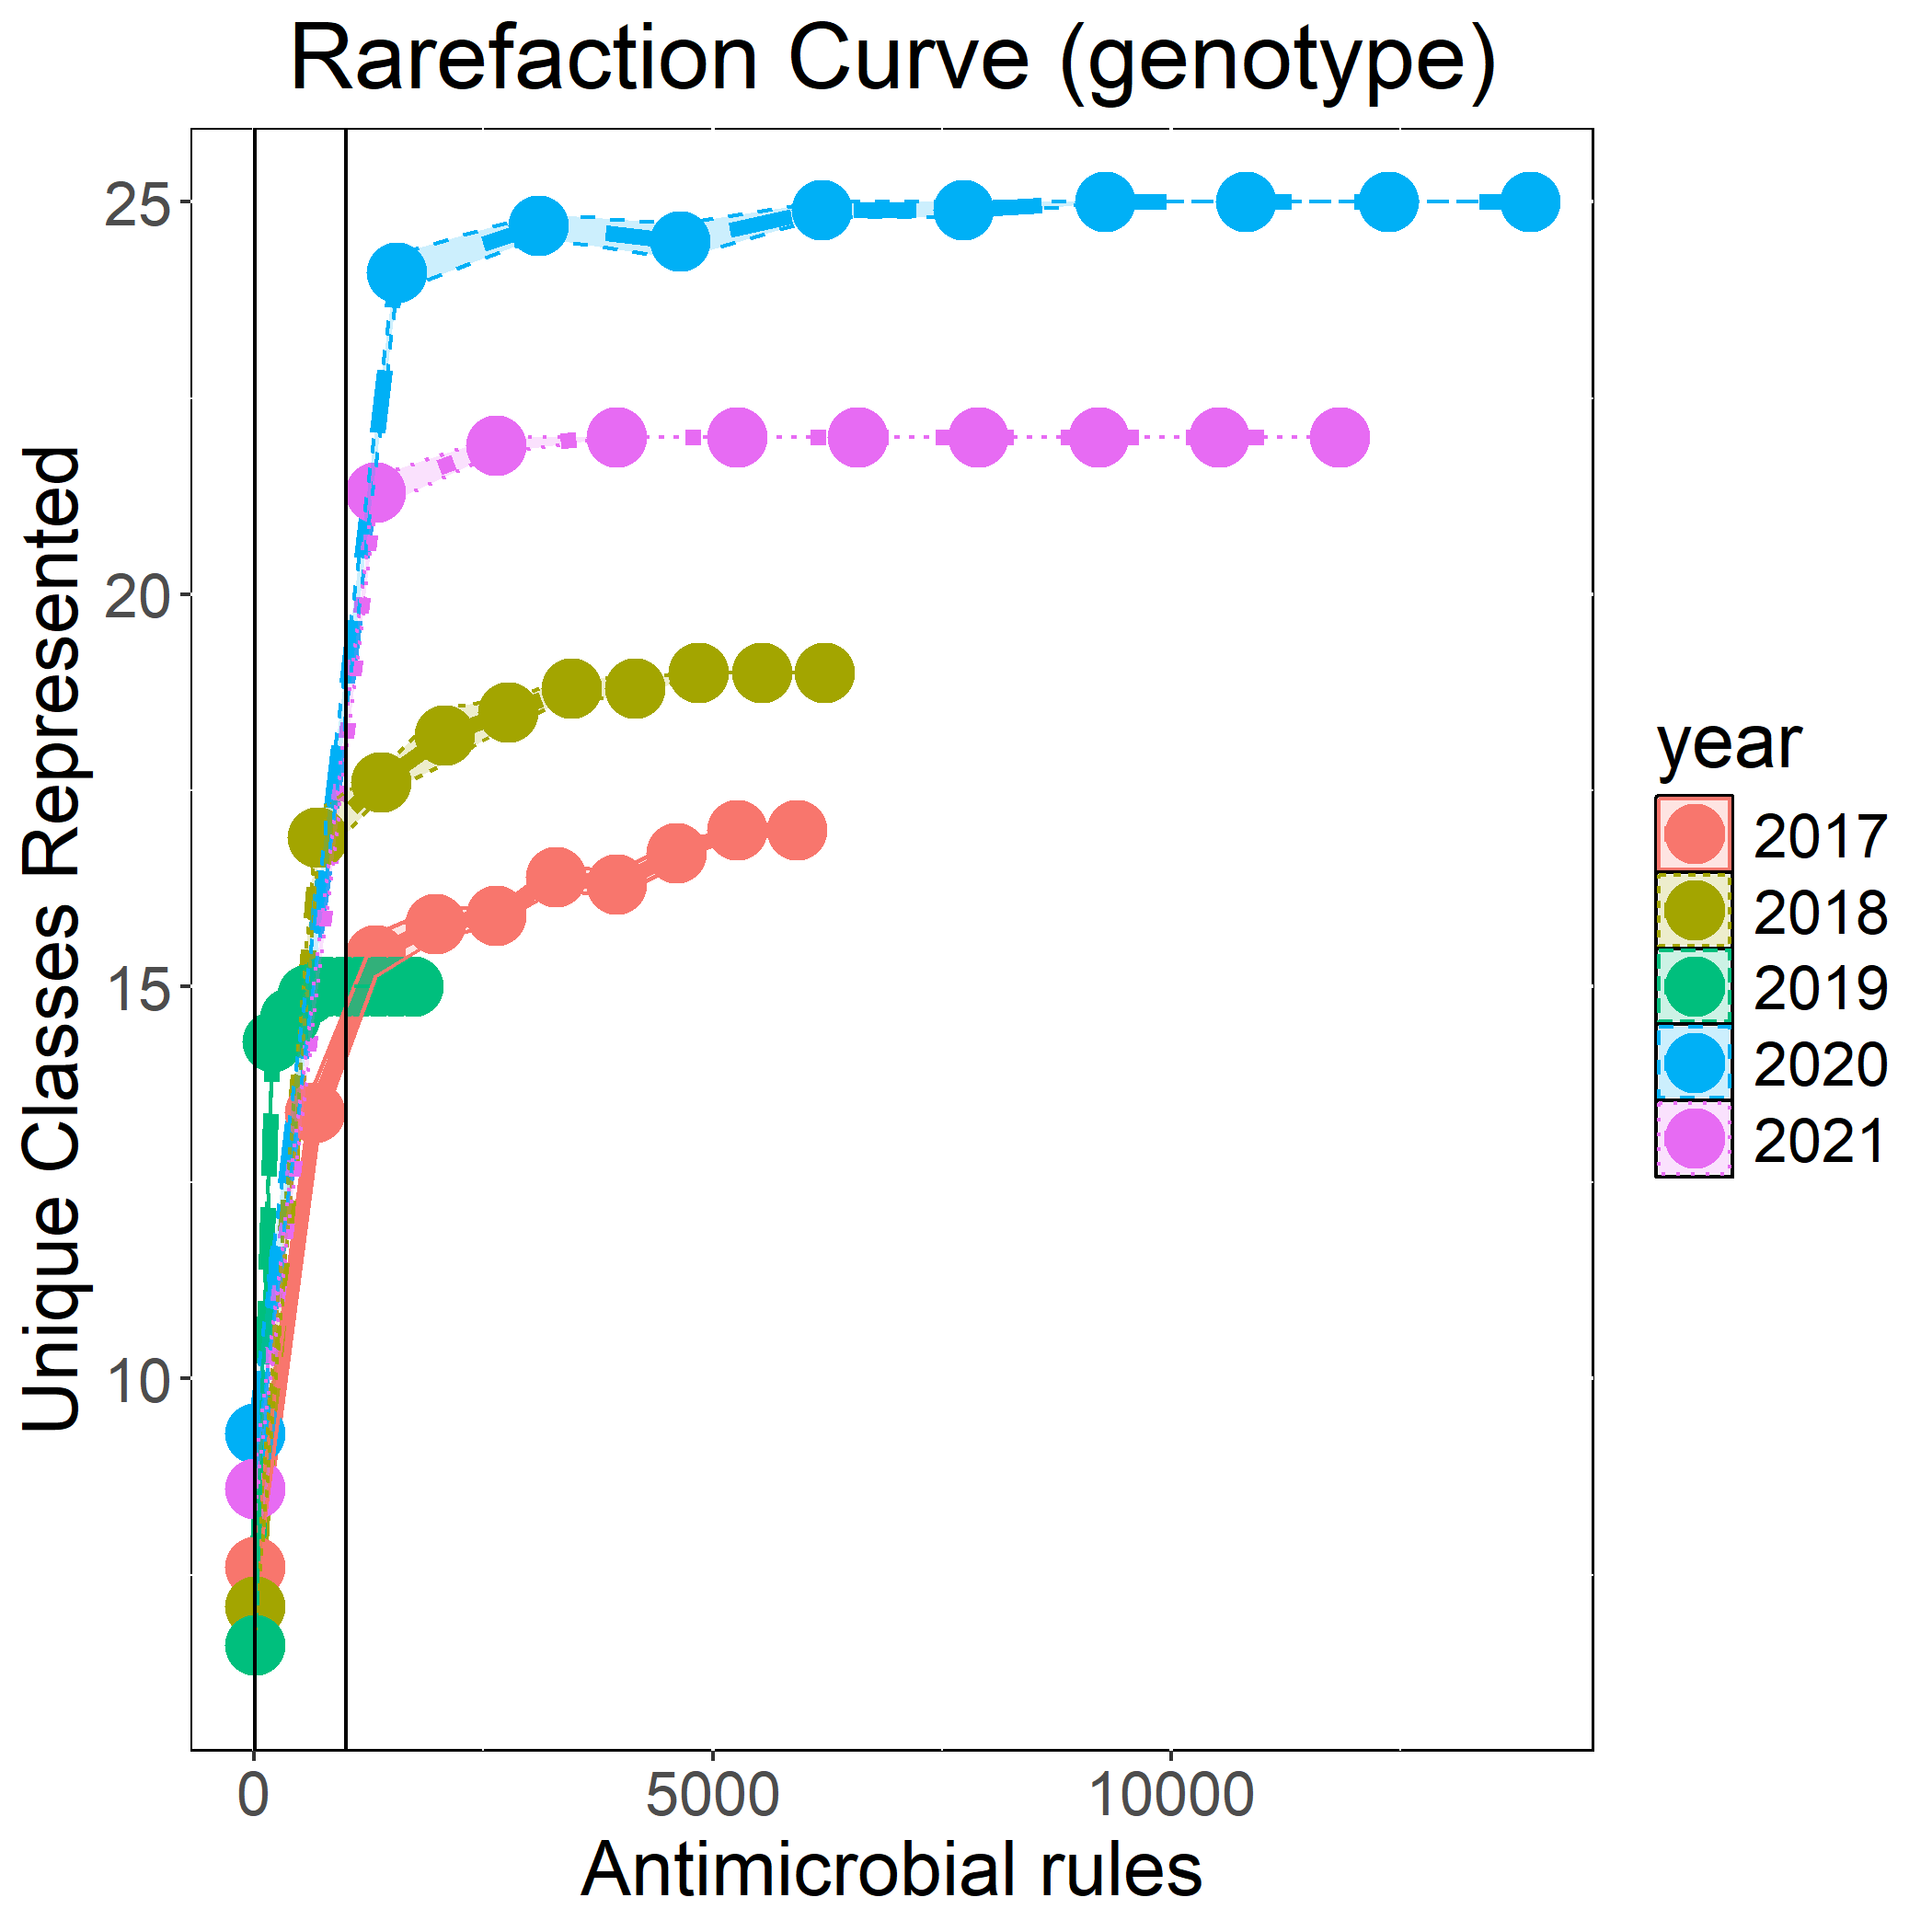 Rarefaction Curve (genotype)
Unique Classes Represented
25
20
15
10
0 5000 10000
Antimicrobial rules
year
2017
2018
2019
2020
2021